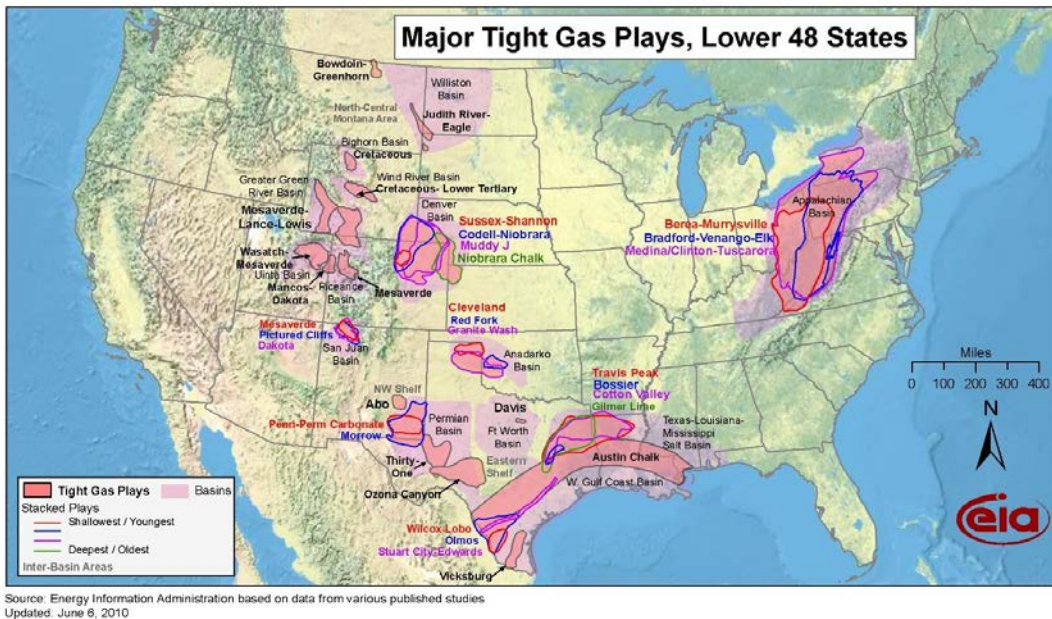 Major Tight Gas Plays, Lower 48 States
Bowdoin-
Greenhorn
Williston
Basin
North-Central
Montana Area
Judith River-
Eagle
Bighorn Basin
Cretaceous
Greater Green
River Basin
Wind River Basin
Cretaceous- Lower Tertiary
Mesaverde-
Lance-Lewis
Denver
Basin
Sussex-Shannon
Codell-Niobrara
Muddy J
Niobrara Chalk
Berea-Murrysville
Bradford-Venango-Elk
Medina/Clinton-Tuscarora
Appalachian
Basin
Wasatch-
Mesaverde
Uinta Basin
Mancos-
Dakota
Piceance
Basin
Mesaverde
Mesaverde
Pictured Cliffs
Dakota
San Juan
Basin
Cleveland
Red Fork
Granite Wash
Anadarko
Basin
Travis Peak
Bossier
Cotton Valley
Gilmer Lime
NW Shelf
Abo
Penn-Perm Carbonate
Morrow
Permian
Basin
Davis
Ft Worth
Basin
Texas-Louisiana-
Mississippi
Salt Basin
Thirty-
One
Eastern
Shelf
Austin Chalk
Ozona Canyon
W. Gulf Coast Basin
Wilcox-Lobo
Olmos
Stuart City-Edwards
Vicksburg
Miles
0 100 200 300 400
N
eia
Tight Gas Plays
Basins
Stacked Plays
Shallowest / Youngest
Deepest / Oldest
Inter-Basin Areas
Source: Energy Information Administration based on data from various published studies
Updated: June 6, 2010